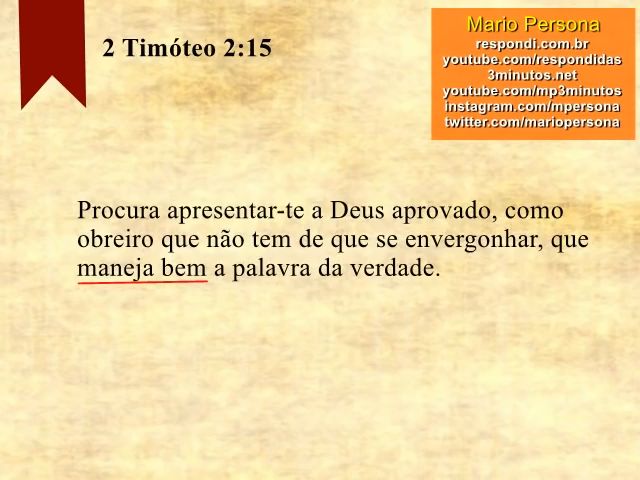 2 Timóteo 2:15
Mario Persona
respondi.com.br
youtube.com/respondidas
3minutos.net
youtube.com/mp3minutos
instagram.com/mpersona
twitter.com/mariopersona
Procura apresentar-te a Deus aprovado, como
obreiro que não tem de que se envergonhar, que
maneja bem a palavra da verdade.